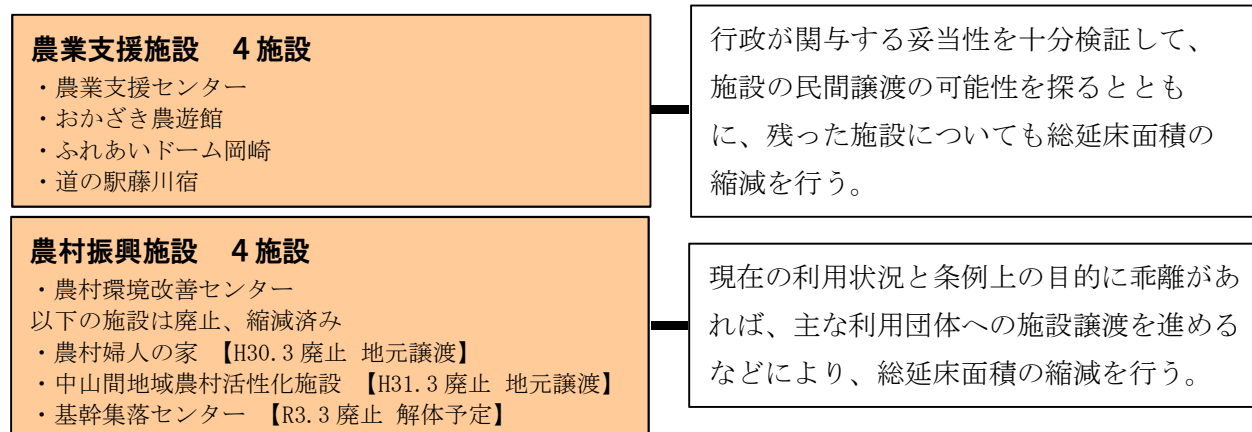 農業支援施設　４施設
・農業支援センター
・おかざき農遊館
・ふれあいドーム岡崎
・道の駅藤川宿
行政が関与する妥当性を十分検証して、
施設の民間譲渡の可能性を探るととも
に、残った施設についても総延床面積の
縮減を行う。
農村振興施設　４施設
・農村環境改善センター
以下の施設は廃止、縮減済み
・農村婦人の家 【H30.3 廃止 地元譲渡】
・中山間地域農村活性化施設 【H31.3 廃止 地元譲渡】
・基幹集落センター 【R3.3 廃止 解体予定】
現在の利用状況と条例上の目的に乖離があ
れば、主な利用団体への施設譲渡を進める
などにより、総延床面積の縮減を行う。